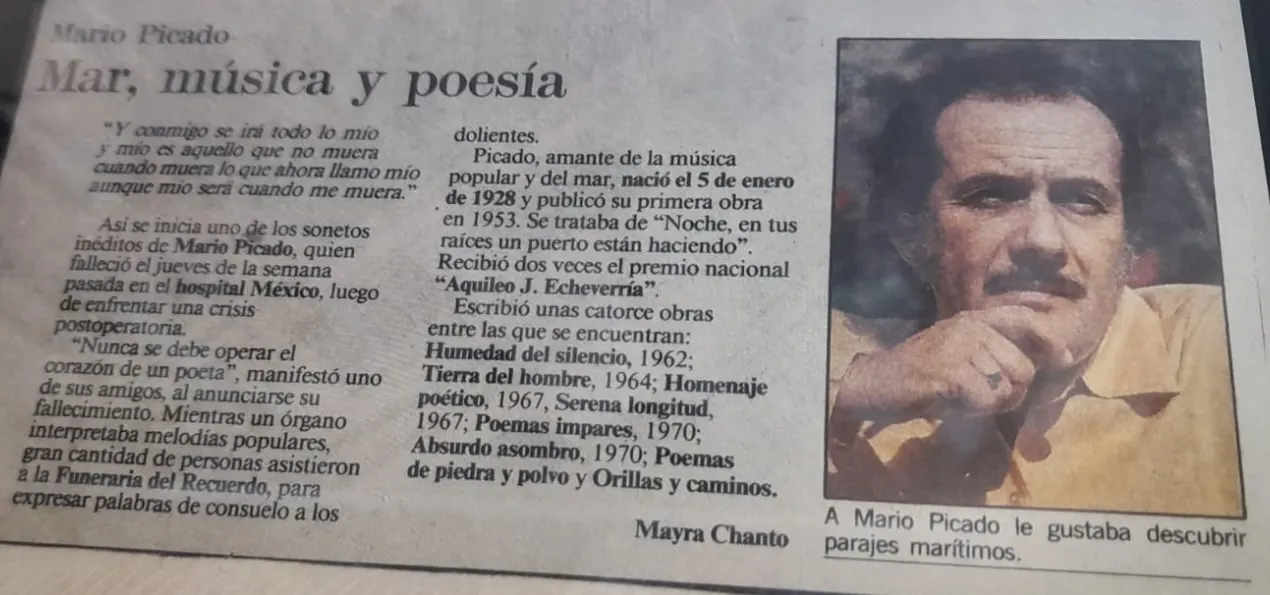 Mario Picado
Mar, música y poesía
"Y conmigo se irá todo lo mío
y mío es aquello que no muera
cuando muera lo que ahora llamo mío
aunque mío será cuando me muera."
Así se inicia uno de los sonetos
inéditos de Mario Picado, quien
falleció el jueves de la semana
pasada en el hospital México, luego
de enfrentar una crisis
postoperatoria.
"Nunca se debe operar el
corazón de un poeta", manifestó uno
de sus amigos, al anunciarse su
fallecimiento. Mientras un órgano
interpretaba melodías populares,
gran cantidad de personas asistieron
a la Funeraria del Recuerdo, para
expresar palabras de consuelo a los
dolientes.
Picado, amante de la música
popular y del mar, nació el 5 de enero
de 1928 y publicó su primera obra
en 1953. Se trataba de "Noche, en tus
raíces un puerto están haciendo".
Recibió dos veces el premio nacional
"Aquileo J. Echeverría".
Escribió unas catorce obras
entre las que se encuentran:
Humedad del silencio, 1962;
Tierra del hombre, 1964; Homenaje
poético, 1967, Serena longitud,
1967; Poemas impares, 1970;
Absurdo asombro, 1970; Poemas
de piedra y polvo y Orillas y caminos.
Mayra Chanto
A Mario Picado le gustaba descubrir
parajes marítimos.